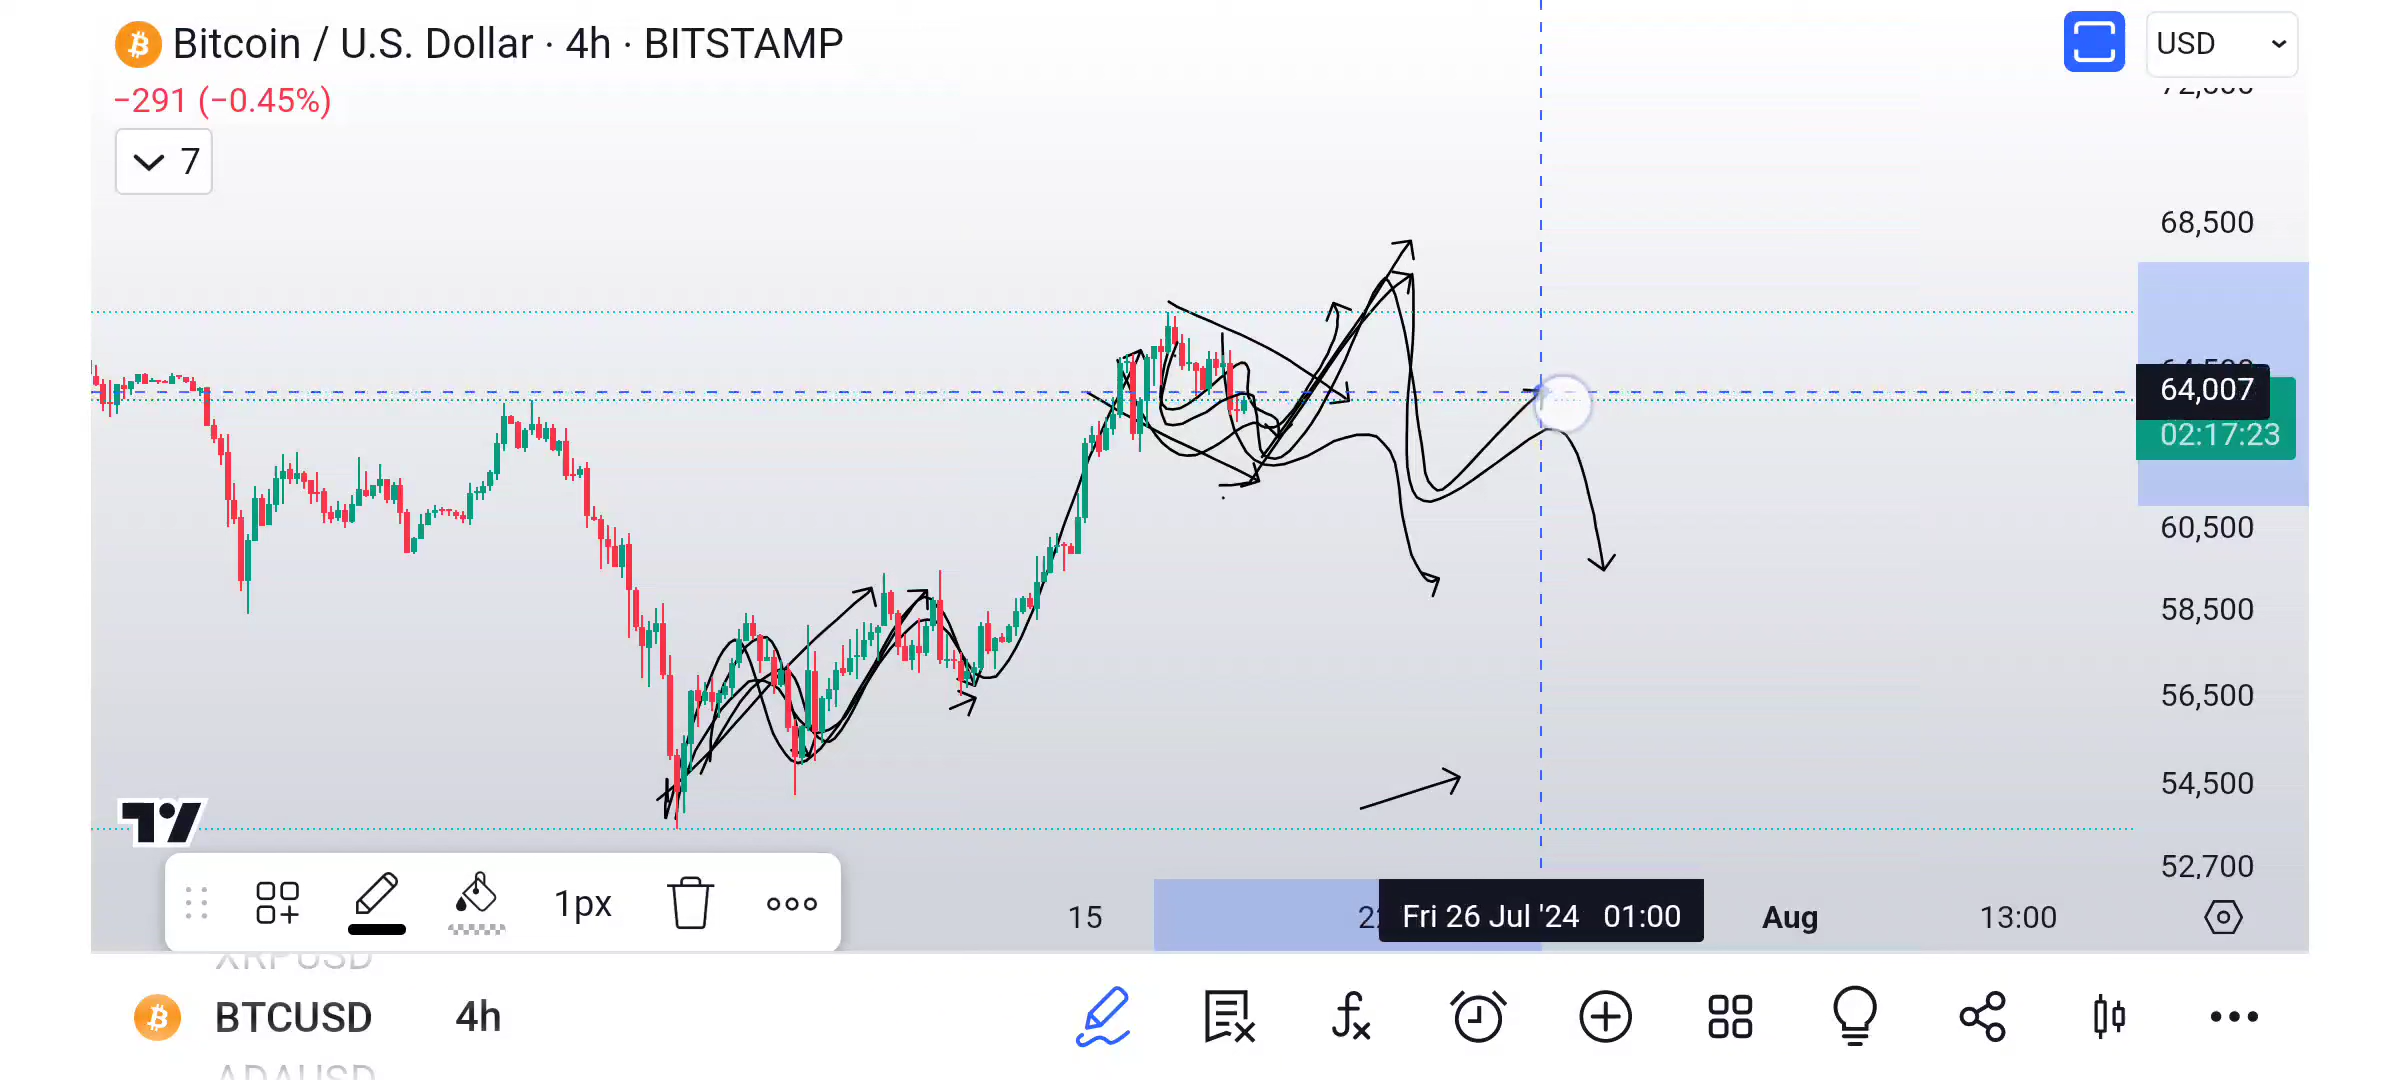 Bitcoin / U.S. Dollar · 4h · BITSTAMP
USD
−291 (−0.45%)
7
68,500
64,007
02:17:23
60,500
58,500
56,500
54,500
52,700
1px
15
Fri 26 Jul '24 01:00
Aug
13:00
XRPUSD
BTCUSD 4h
ADAUSD